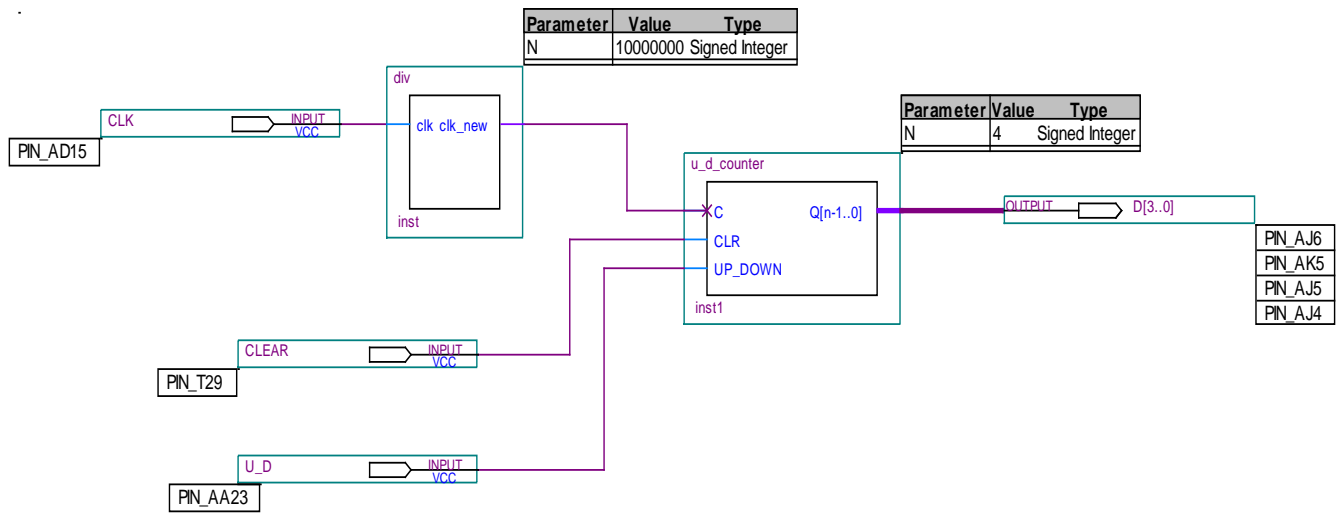 Parameter Value Type
N 10000000 Signed Integer
div
CLK INPUT
VCC
clk clk_new
PIN_AD15
inst
Parameter Value Type
N 4 Signed Integer
u_d_counter
C Q[n-1..0]
CLR
UP_DOWN
inst1
OUTPUT D[3..0]
PIN_AJ6
PIN_AK5
PIN_AJ5
PIN_AJ4
CLEAR INPUT
VCC
PIN_T29
U_D INPUT
VCC
PIN_AA23